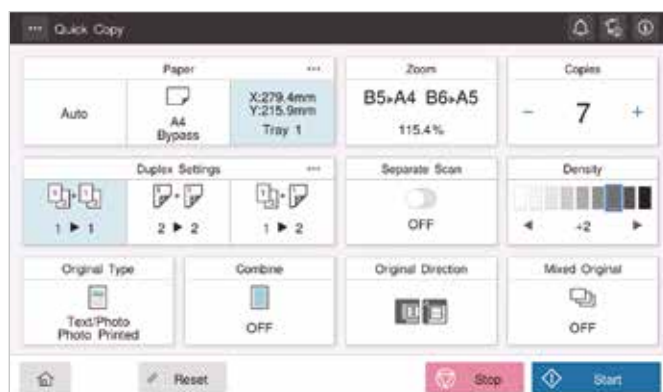 Quick Copy
Paper
Auto
A4
Bypass
X:279.4mm
Y:215.9mm
Tray 1
Zoom
B5▸A4 B6▸A5
115.4%
Copies
- 7 +
Duplex Settings
1 ▶ 1
2 ▶ 2
1 ▶ 2
Separate Scan
OFF
Density
+2
Original Type
Text/Photo
Photo Printed
Combine
OFF
Original Direction
Mixed Original
OFF
Reset
Stop
Start